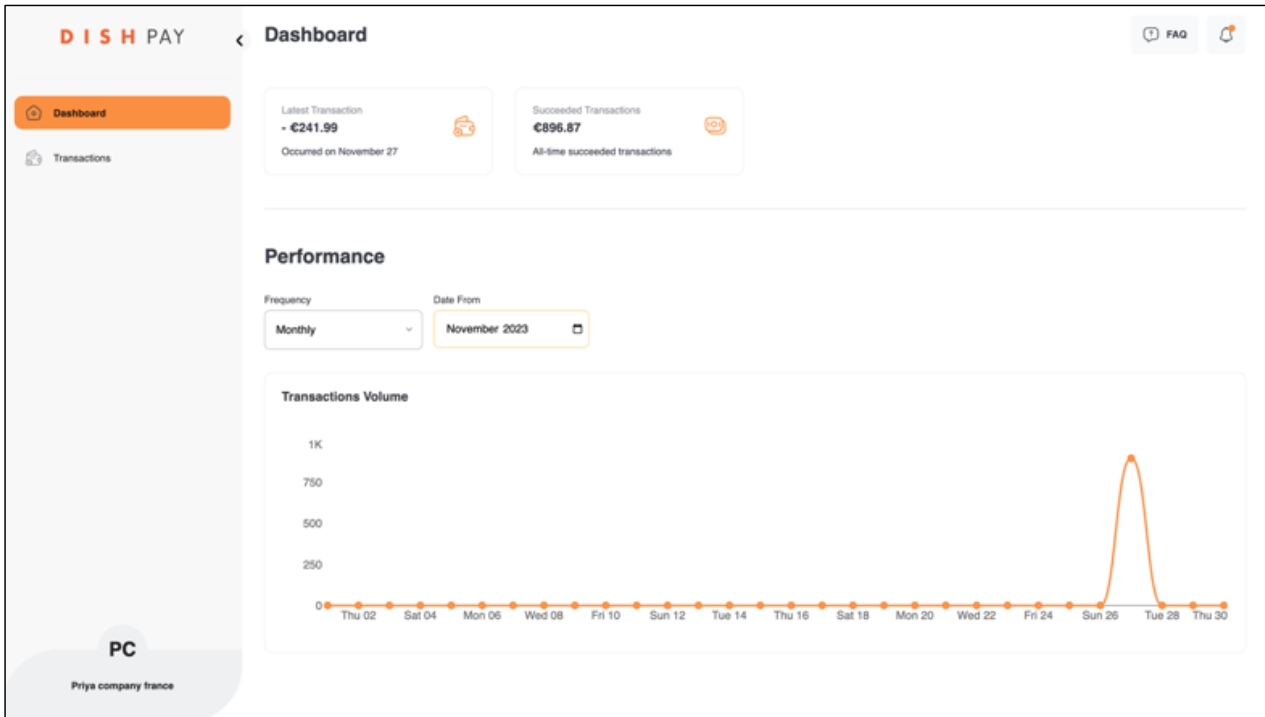 DISH PAY
Dashboard
FAQ
Dashboard
Transactions
Latest Transaction
- €241.99
Occurred on November 27
Succeeded Transactions
€896.87
All-time succeeded transactions
Performance
Frequency
Monthly
Date From
November 2023
Transactions Volume
1K
750
500
250
0
Thu 02 Sat 04 Mon 06 Wed 08 Fri 10 Sun 12 Tue 14 Thu 16 Sat 18 Mon 20 Wed 22 Fri 24 Sun 26 Tue 28 Thu 30
PC
Priya company france